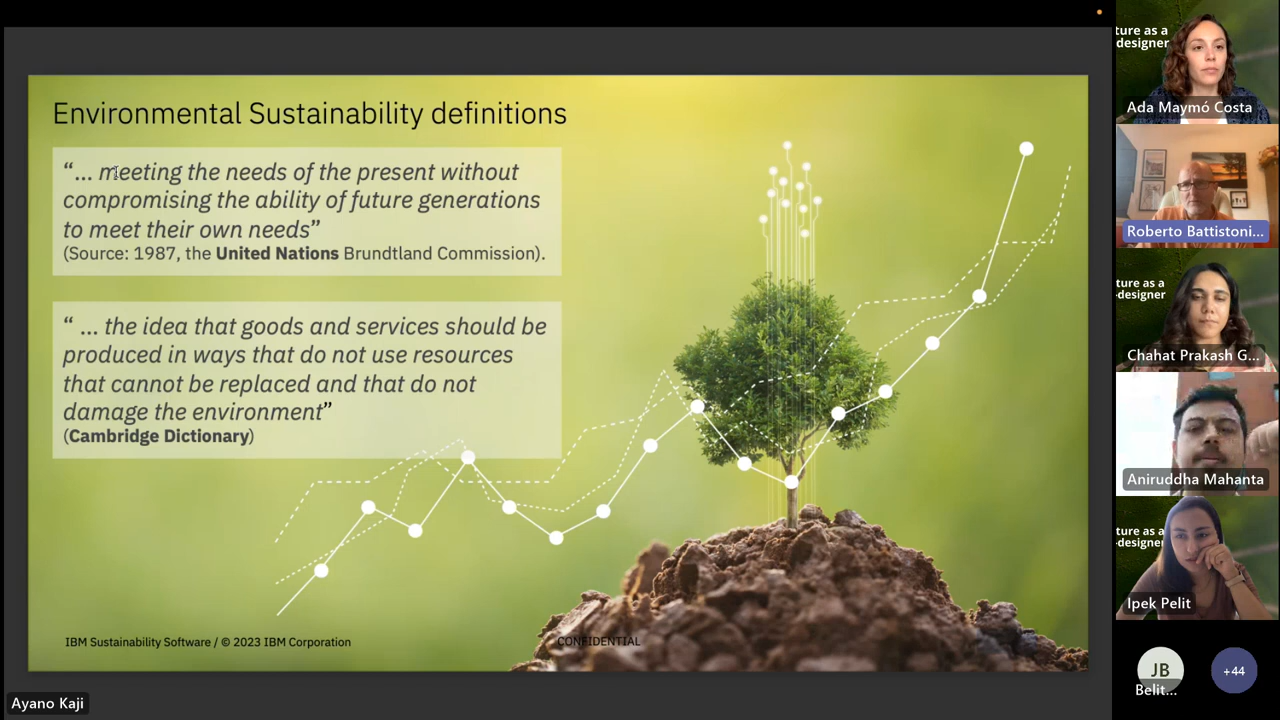 Environmental Sustainability definitions
“... meeting the needs of the present without
compromising the ability of future generations
to meet their own needs”
(Source: 1987, the United Nations Brundtland Commission).
“ ... the idea that goods and services should be
produced in ways that do not use resources
that cannot be replaced and that do not
damage the environment”
(Cambridge Dictionary)
IBM Sustainability Software / © 2023 IBM Corporation
CONFIDENTIAL
Ayano Kaji
ture as a
designer
Ada Maymó Costa
Roberto Battistoni...
ture as a
-designer
Chahat Prakash G...
Aniruddha Mahanta
ture as a
-designer
Ipek Pelit
JB
Belit...
+44